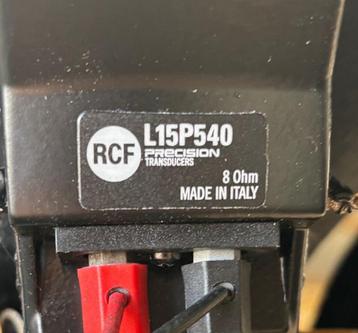 RCF
L15P540
PRECISION
TRANSDUCERS
8 Ohm
MADE IN ITALY